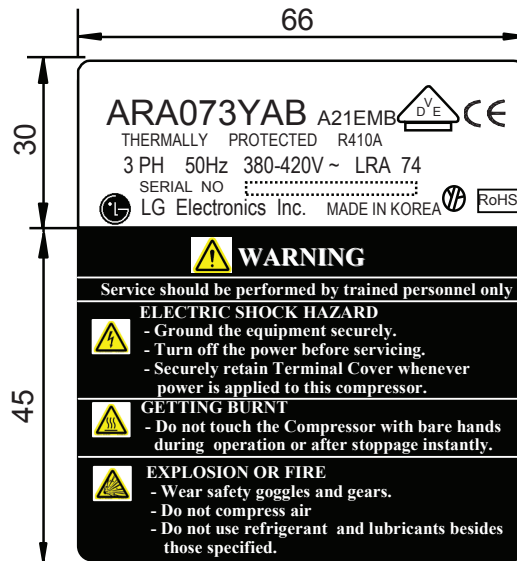 66
30
ARA073YAB A21EMB
D V E CE
THERMALLY PROTECTED R410A
3 PH 50Hz 380-420V ~ LRA 74
SERIAL NO
LG Electronics Inc. MADE IN KOREA RoHS
45
WARNING
Service should be performed by trained personnel only
ELECTRIC SHOCK HAZARD
- Ground the equipment securely.
- Turn off the power before servicing.
- Securely retain Terminal Cover whenever
power is applied to this compressor.
GETTING BURNT
- Do not touch the Compressor with bare hands
during operation or after stoppage instantly.
EXPLOSION OR FIRE
- Wear safety goggles and gears.
- Do not compress air
- Do not use refrigerant and lubricants besides
those specified.